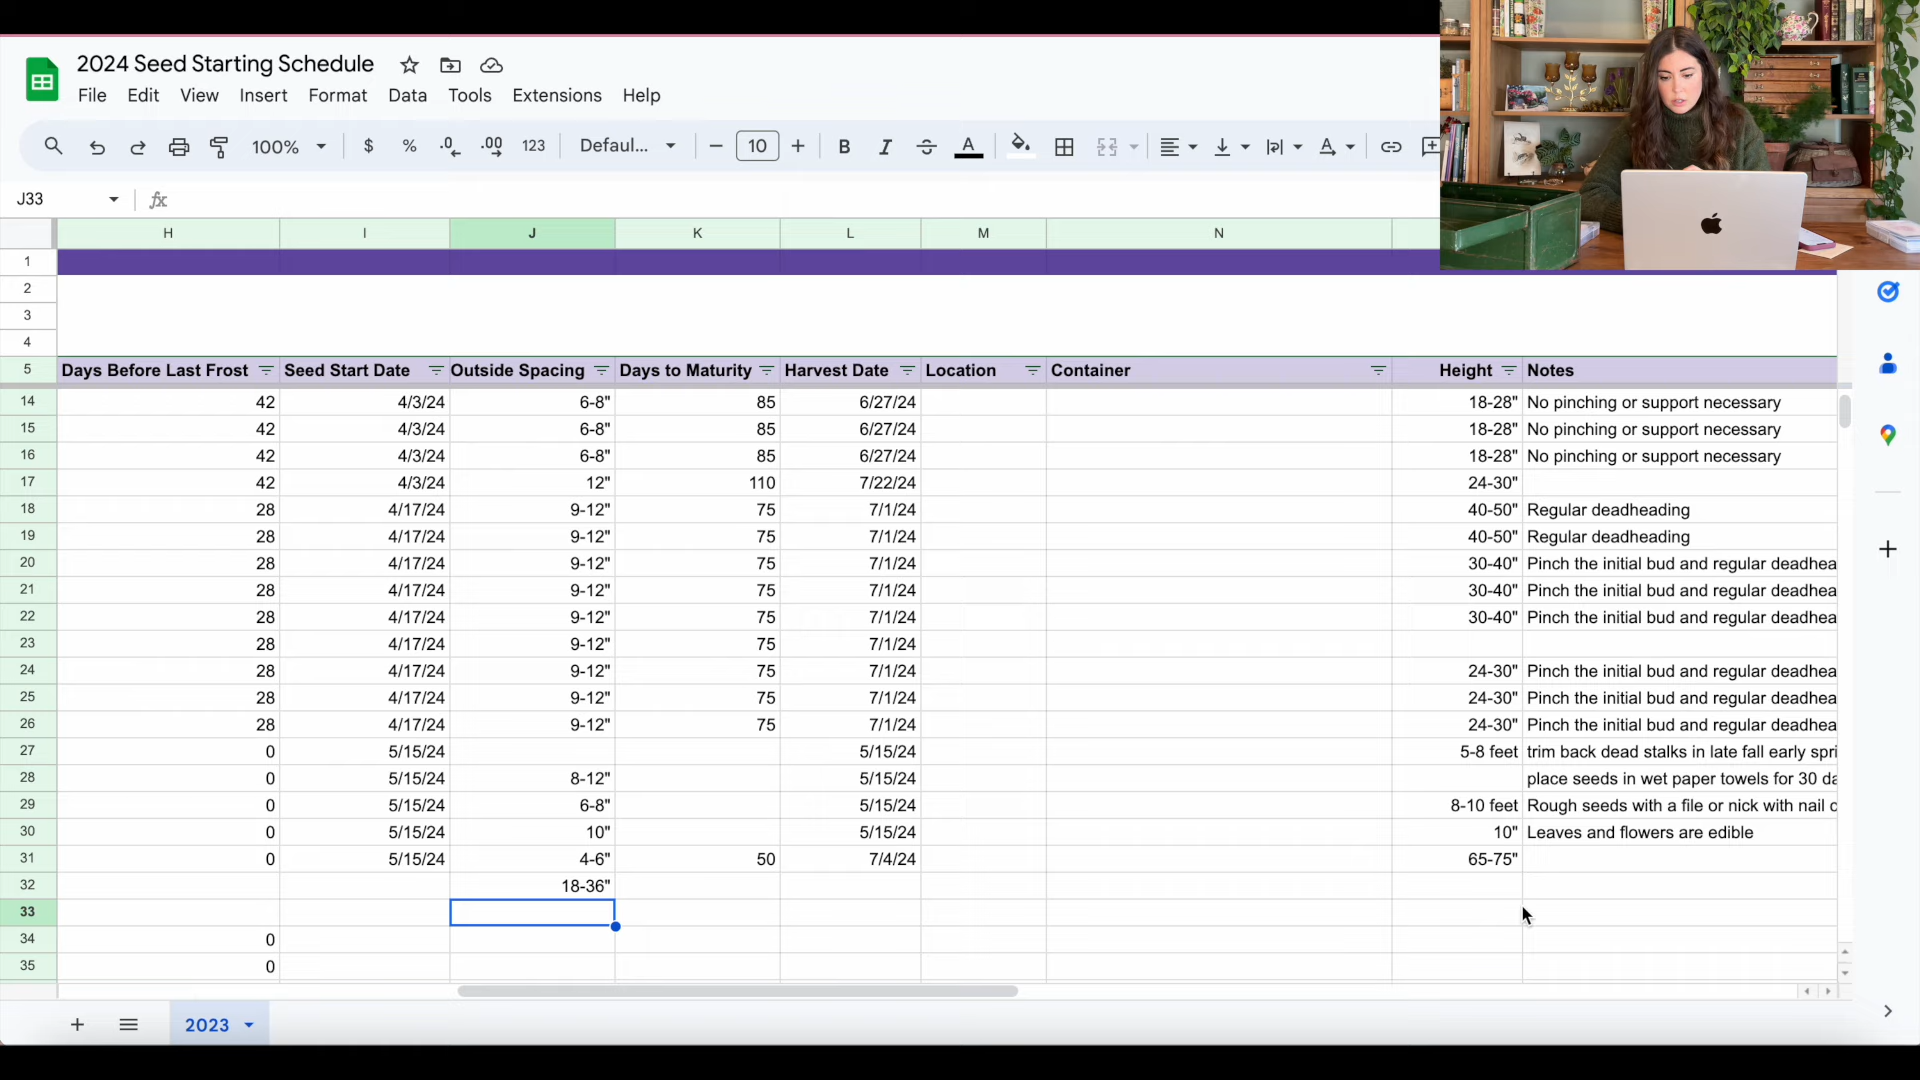 2024 Seed Starting Schedule
File Edit View Insert Format Data Tools Extensions Help
100% $ % .0 .00 123 Defaul... 10 B I A
J33 fx
H I J K L M N
1
2
3
4
5 Days Before Last Frost Seed Start Date Outside Spacing Days to Maturity Harvest Date Location Container Height Notes
14 42 4/3/24 6-8" 85 6/27/24 18-28" No pinching or support necessary
15 42 4/3/24 6-8" 85 6/27/24 18-28" No pinching or support necessary
16 42 4/3/24 6-8" 85 6/27/24 18-28" No pinching or support necessary
17 42 4/3/24 12" 110 7/22/24 24-30"
18 28 4/17/24 9-12" 75 7/1/24 40-50" Regular deadheading
19 28 4/17/24 9-12" 75 7/1/24 40-50" Regular deadheading
20 28 4/17/24 9-12" 75 7/1/24 30-40" Pinch the initial bud and regular deadhea
21 28 4/17/24 9-12" 75 7/1/24 30-40" Pinch the initial bud and regular deadhea
22 28 4/17/24 9-12" 75 7/1/24 30-40" Pinch the initial bud and regular deadhea
23 28 4/17/24 9-12" 75 7/1/24
24 28 4/17/24 9-12" 75 7/1/24 24-30" Pinch the initial bud and regular deadhea
25 28 4/17/24 9-12" 75 7/1/24 24-30" Pinch the initial bud and regular deadhea
26 28 4/17/24 9-12" 75 7/1/24 24-30" Pinch the initial bud and regular deadhea
27 0 5/15/24 5/15/24 5-8 feet trim back dead stalks in late fall early spri
28 0 5/15/24 8-12" 5/15/24 place seeds in wet paper towels for 30 da
29 0 5/15/24 6-8" 5/15/24 8-10 feet Rough seeds with a file or nick with nail c
30 0 5/15/24 10" 5/15/24 10" Leaves and flowers are edible
31 0 5/15/24 4-6" 50 7/4/24 65-75"
32 18-36"
33
34 0
35 0
2023